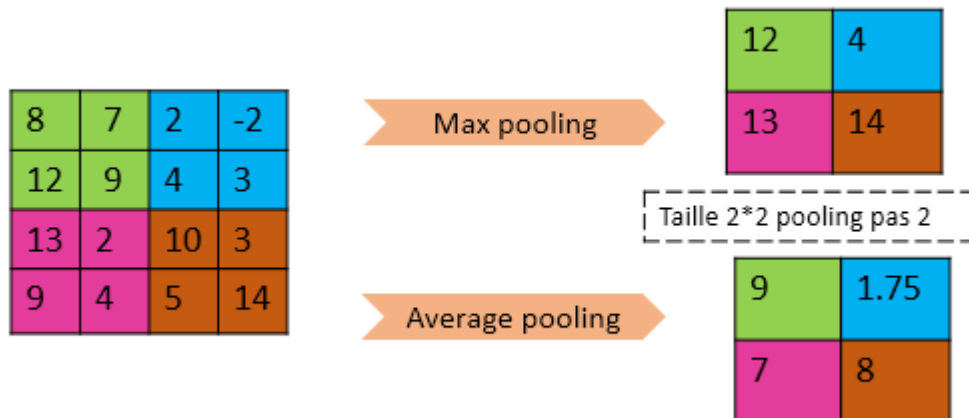 8 7 2 -2
12 9 4 3
13 2 10 3
9 4 5 14
Max pooling
12 4
13 14
Taille 2*2 pooling pas 2
Average pooling
9 1.75
7 8